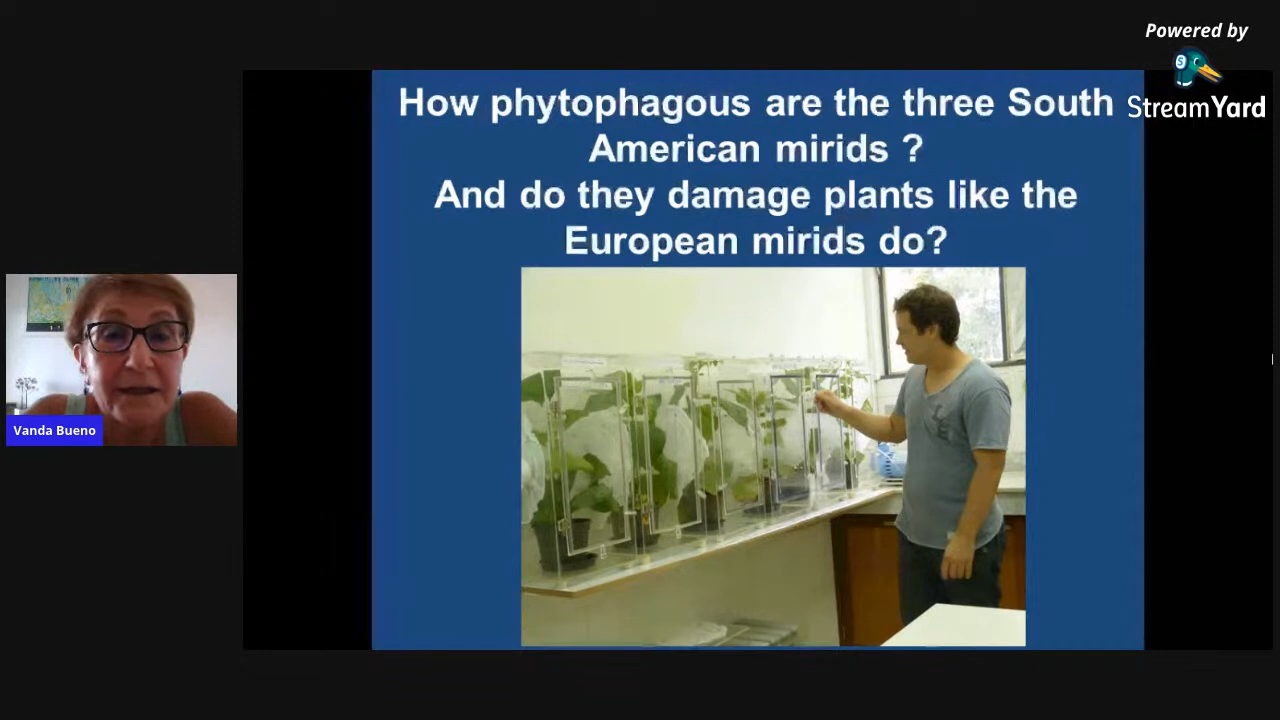 Powered by
StreamYard
How phytophagous are the three South
American mirids ?
And do they damage plants like the
European mirids do?
Vanda Bueno